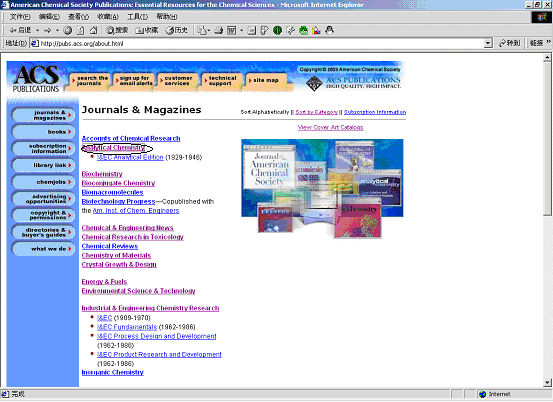 American Chemical Society Publications: Essential Resources for the Chemical Sciences - Microsoft Internet Explorer
文件(F) 编辑(E) 查看(V) 收藏(A) 工具(T) 帮助(H)
后退 搜索 收藏 历史
地址(D) http://pubs.acs.org/about.html 转到 链接 »
ACS PUBLICATIONS
search the journals
sign up for email alerts
customer services
technical support
site map
Copyright © 2003 American Chemical Society
ACS PUBLICATIONS
HIGH QUALITY. HIGH IMPACT.
journals & magazines
books
subscription information
library link
chemjobs
advertising opportunities
copyright & permissions
directories & buyer's guides
what we do
Journals & Magazines
Sort Alphabetically || Sort by Category || Subscription Information
View Cover Art Catalogs
Accounts of Chemical Research
Analytical Chemistry
I&EC Analytical Edition (1929-1946)
Biochemistry
Bioconjugate Chemistry
Biomacromolecules
Biotechnology Progress—Copublished with
the Am. Inst. of Chem. Engineers
Chemical & Engineering News
Chemical Research in Toxicology
Chemical Reviews
Chemistry of Materials
Crystal Growth & Design
Energy & Fuels
Environmental Science & Technology
Industrial & Engineering Chemistry Research
I&EC (1909-1970)
I&EC Fundamentals (1962-1986)
I&EC Process Design and Development
(1962-1986)
I&EC Product Research and Development
(1962-1986)
Inorganic Chemistry
Journal of the
American
Chemical
Society
完成 Internet